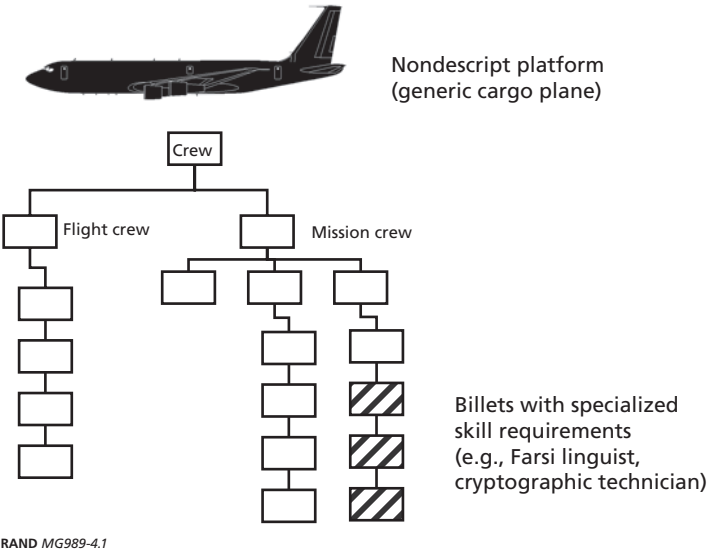 Nondescript platform
(generic cargo plane)
Crew
Flight crew
Mission crew
Billets with specialized
skill requirements
(e.g., Farsi linguist,
cryptographic technician)
RAND MG989-4.1